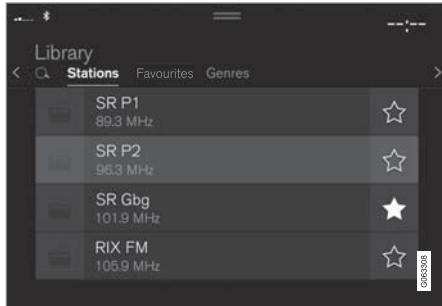 --:--
Library
Stations Favourites Genres
SR P1
89.3 MHz
SR P2
96.3 MHz
SR Gbg
101.9 MHz
RIX FM
105.9 MHz
G063308